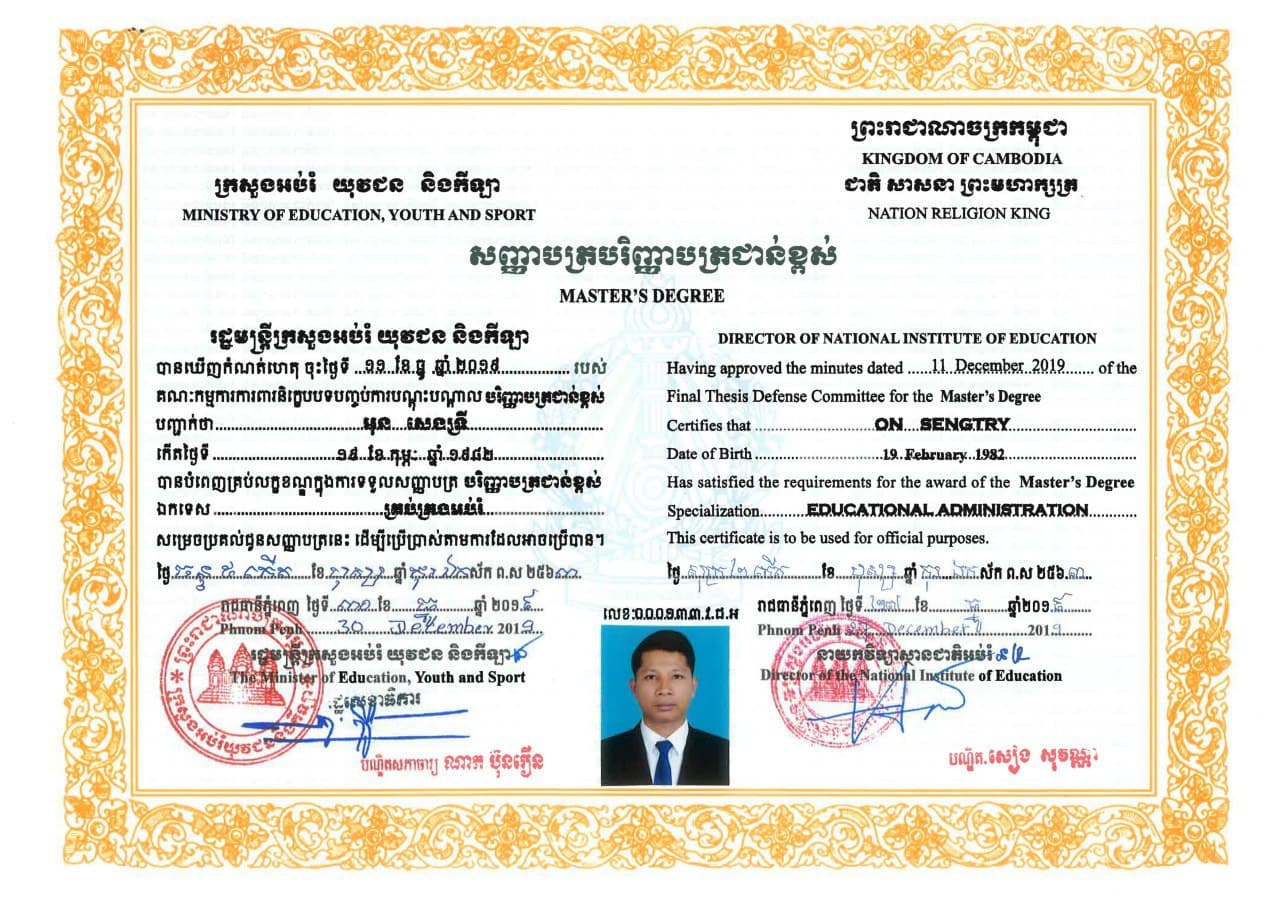 ព្រះរាជាណាចក្រកម្ពុជា
KINGDOM OF CAMBODIA
ជាតិ សាសនា ព្រះមហាក្សត្រ
NATION RELIGION KING
ក្រសួងអប់រំ យុវជន និងកីឡា
MINISTRY OF EDUCATION, YOUTH AND SPORT
សញ្ញាបត្របរិញ្ញាបត្រជាន់ខ្ពស់
MASTER'S DEGREE
រដ្ឋមន្ត្រីក្រសួងអប់រំ យុវជន និងកីឡា
បានឃើញកំណត់ហេតុ ចុះថ្ងៃទី ...១១ ខែ ធ្នូ ឆ្នាំ ២០១៩... របស់
គណៈកម្មការការពារនិក្ខេបបទបញ្ចប់ការបណ្តុះបណ្តាល បរិញ្ញាបត្រជាន់ខ្ពស់
បញ្ជាក់ថា ... អុន សេងទ្រី ...
កើតថ្ងៃទី ... ១៩ ខែ កុម្ភៈ ឆ្នាំ ១៩៨២ ...
បានបំពេញគ្រប់លក្ខខណ្ឌក្នុងការទទួលសញ្ញាបត្រ បរិញ្ញាបត្រជាន់ខ្ពស់
ឯកទេស ... គ្រប់គ្រងអប់រំ ...
សម្រេចប្រគល់ជូនសញ្ញាបត្រនេះ ដើម្បីប្រើប្រាស់តាមការដែលអាចប្រើបាន។
ថ្ងៃ ខែ ឆ្នាំ ស័ក ព.ស ២៥៦៣
រាជធានីភ្នំពេញ ថ្ងៃទី ៣០ ខែ ធ្នូ ឆ្នាំ ២០១៩
Phnom Penh 30 December 2019
រដ្ឋមន្ត្រីក្រសួងអប់រំ យុវជន និងកីឡា
The Minister of Education, Youth and Sport
រដ្ឋលេខាធិការ
បណ្ឌិតសភាចារ្យ ណាត ប៊ុនរឿន
DIRECTOR OF NATIONAL INSTITUTE OF EDUCATION
Having approved the minutes dated ...11 December 2019... of the
Final Thesis Defense Committee for the Master's Degree
Certifies that ... ON SENGTRY ...
Date of Birth ... 19 February 1982 ...
Has satisfied the requirements for the award of the Master's Degree
Specialization... EDUCATIONAL ADMINISTRATION ...
This certificate is to be used for official purposes.
ថ្ងៃ ខែ ឆ្នាំ ស័ក ព.ស ២៥៦៣
រាជធានីភ្នំពេញ ថ្ងៃទី ខែ ធ្នូ ឆ្នាំ២០១៩
Phnom Penh December 2019
នាយកវិទ្យាស្ថានជាតិអប់រំ
Director of the National Institute of Education
បណ្ឌិត.សៀង សុវណ្ណា
លេខ:០០០១៣៣.វ.ជ.អ
ក្រសួងអប់រំយុវជននិងកីឡា